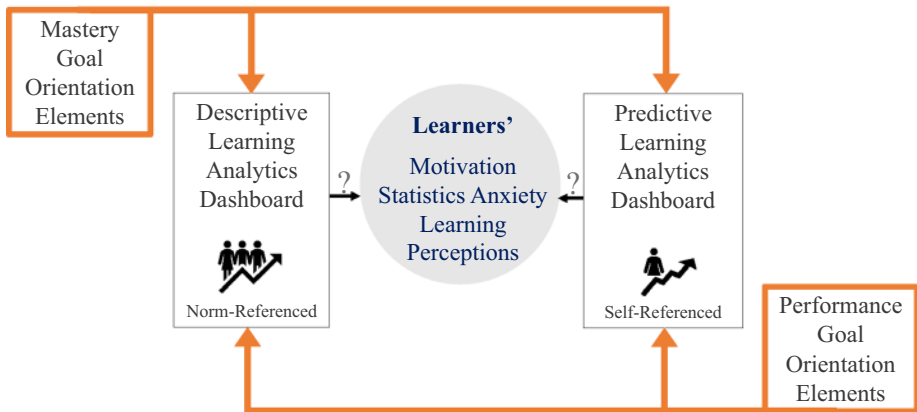 Mastery
Goal
Orientation
Elements
Descriptive
Learning
Analytics
Dashboard
Norm-Referenced
?
Learners’
Motivation
Statistics Anxiety
Learning
Perceptions
?
Predictive
Learning
Analytics
Dashboard
Self-Referenced
Performance
Goal
Orientation
Elements